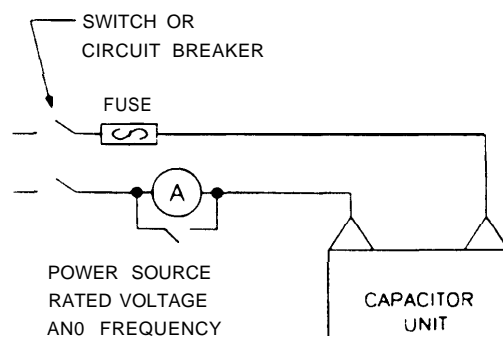 SWITCH OR
CIRCUIT BREAKER
FUSE
A
POWER SOURCE
RATED VOLTAGE
AN0 FREQUENCY
CAPACITOR
UNIT